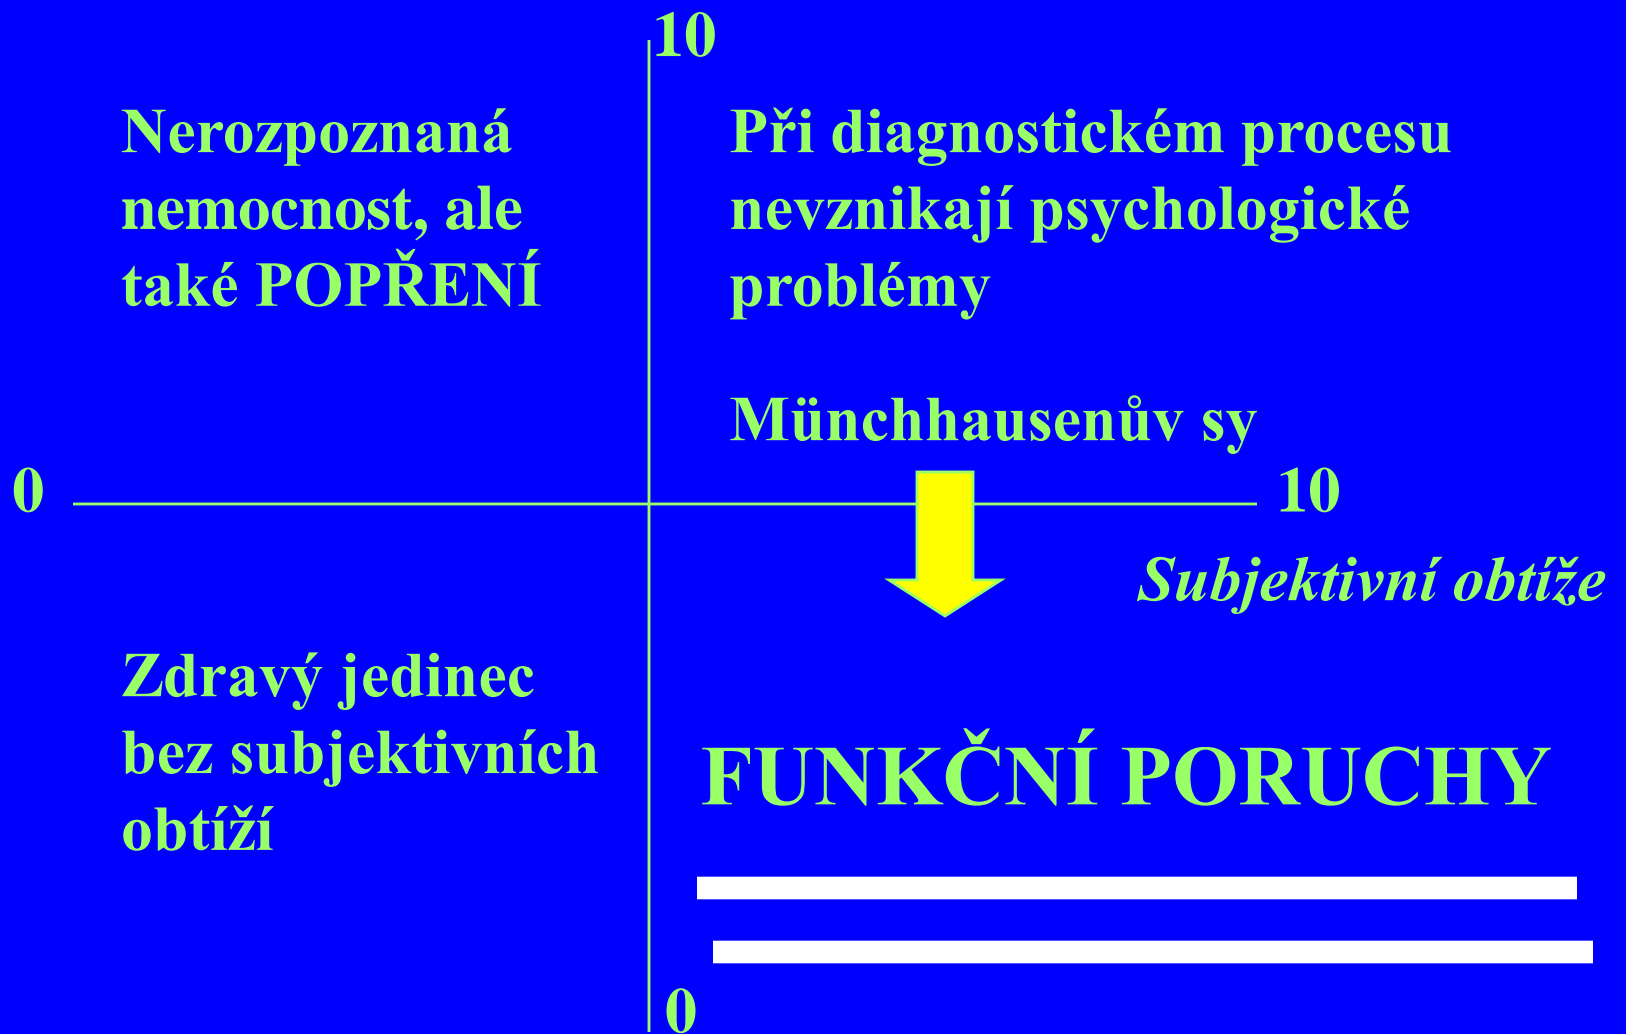 10
Nerozpoznaná
nemocnost, ale
také POPŘENÍ
Při diagnostickém procesu
nevznikají psychologické
problémy
Münchhausenův sy
0
10
Subjektivní obtíže
Zdravý jedinec
bez subjektivních
obtíží
FUNKČNÍ PORUCHY
0